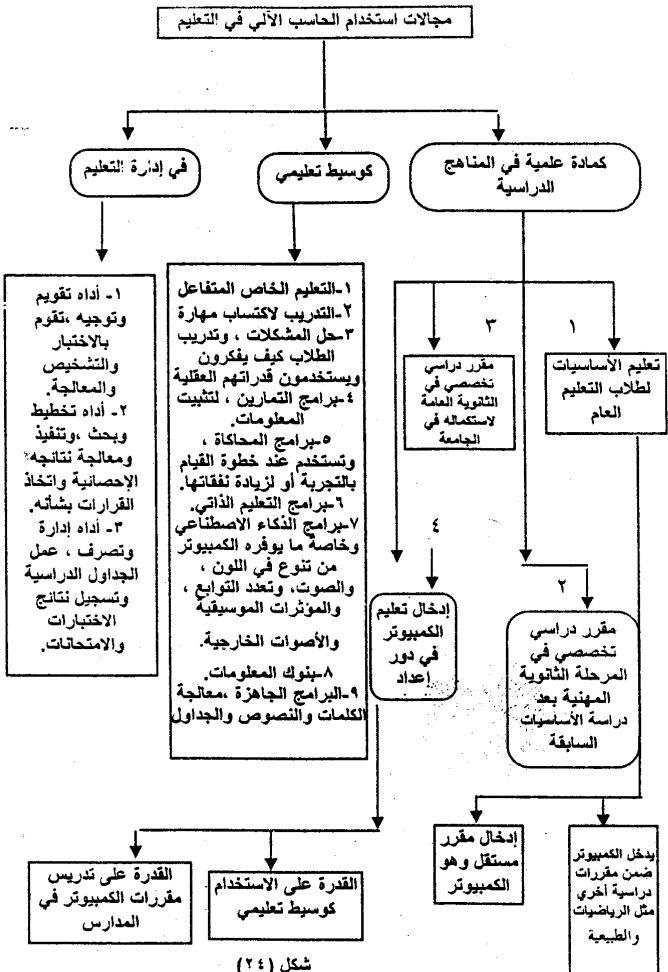 مجالات استخدام الحاسب الآلي في التعليم
كمادة علمية في المناهج
الدراسية
كوسيط تعليمي
في إدارة التعليم
١
تعليم الأساسيات
لطلاب التعليم
العام
٣
مقرر دراسي
تخصصي في
الثانوية العامة
لاستكماله في
الجامعة
١-التعليم الخاص المتفاعل
٢-التدريب لاكتساب مهارة
٣-حل المشكلات ، وتدريب
الطلاب كيف يفكرون
ويستخدمون قدراتهم العقلية
٤-برامج التمارين ، لتثبيت
المعلومات.
٥-برامج المحاكاة ،
وتستخدم عند خطوة القيام
بالتجربة أو لزيادة نفقاتها.
٦-برامج التعليم الذاتي.
٧-برامج الذكاء الاصطناعي
وخاصة ما يوفره الكمبيوتر
من تنوع في اللون ،
والصوت، وتعدد التوابع ،
والمؤثرات الموسيقية
والأصوات الخارجية.
٨-بنوك المعلومات.
٩-البرامج الجاهزة ،معالجة
الكلمات والنصوص والجداول
١- أداه تقويم
وتوجيه ،تقوم
بالاختبار
والتشخيص
والمعالجة.
٢- أداه تخطيط
وبحث ،وتنفيذ
ومعالجة نتائجه
الإحصائية واتخاذ
القرارات بشأنه.
٣- أداه إدارة
وتصرف ، عمل
الجداول الدراسية
وتسجيل نتائج
الاختبارات
والامتحانات.
٢
مقرر دراسي
تخصصي في
المرحلة الثانوية
المهنية بعد
دراسة الأساسيات
السابقة
٤
إدخال تعليم
الكمبيوتر
في دور
إعداد
يدخل الكمبيوتر
ضمن مقررات
دراسية أخري
مثل الرياضيات
والطبيعية
إدخال مقرر
مستقل وهو
الكمبيوتر
القدرة على الاستخدام
كوسيط تعليمي
القدرة على تدريس
مقررات الكمبيوتر في
المدارس
شكل (٢٤)